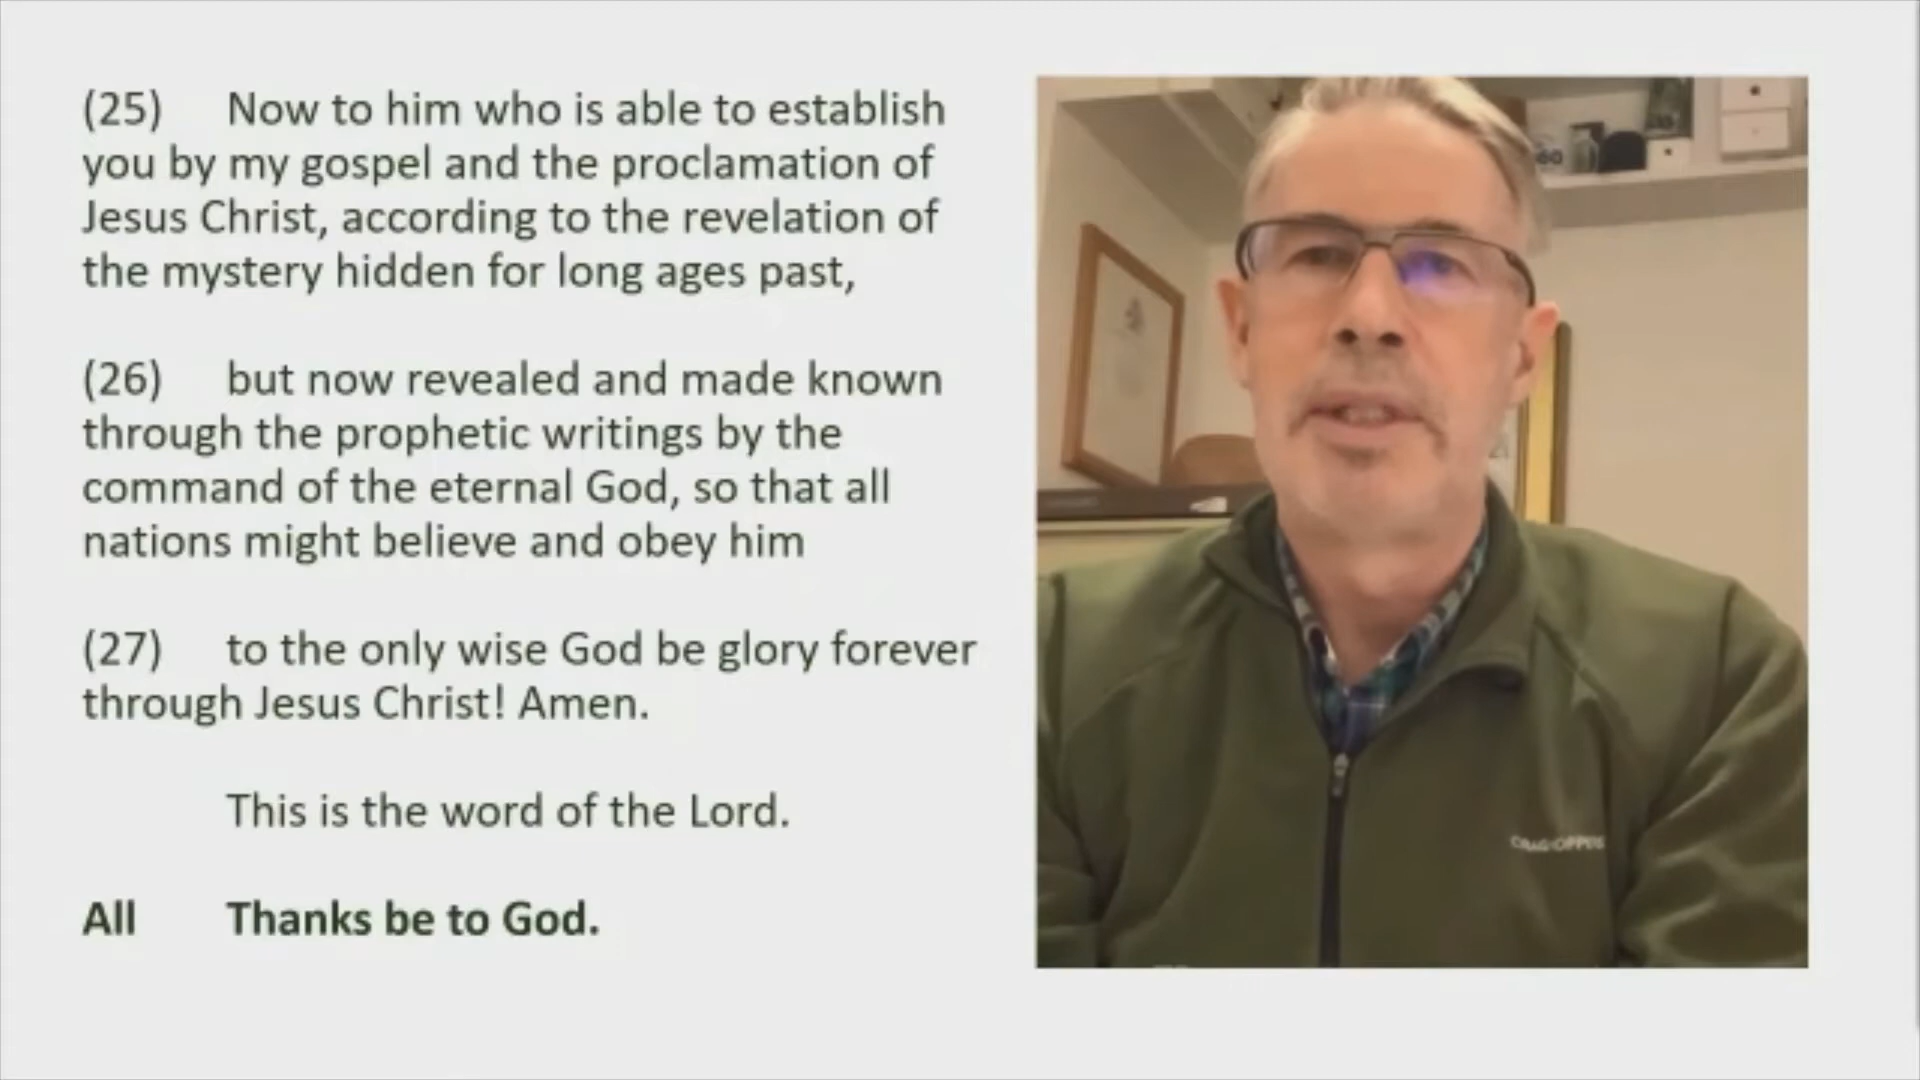 (25) Now to him who is able to establish
you by my gospel and the proclamation of
Jesus Christ, according to the revelation of
the mystery hidden for long ages past,
(26) but now revealed and made known
through the prophetic writings by the
command of the eternal God, so that all
nations might believe and obey him
(27) to the only wise God be glory forever
through Jesus Christ! Amen.
This is the word of the Lord.
All Thanks be to God.
CRAGHOPPERS